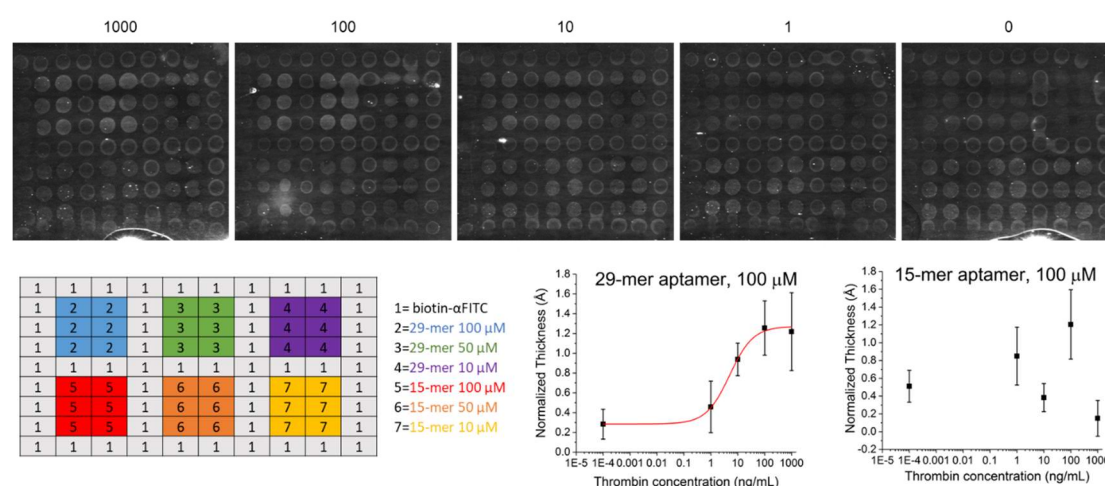 1000 100 10 1 0
1 1 1 1 1 1 1 1 1 1
1 2 2 1 3 3 1 4 4 1
1 2 2 1 3 3 1 4 4 1
1 2 2 1 3 3 1 4 4 1
1 1 1 1 1 1 1 1 1 1
1 5 5 1 6 6 1 7 7 1
1 5 5 1 6 6 1 7 7 1
1 5 5 1 6 6 1 7 7 1
1 1 1 1 1 1 1 1 1 1
1= biotin-αFITC
2=29-mer 100 µM
3=29-mer 50 µM
4=29-mer 10 µM
5=15-mer 100 µM
6=15-mer 50 µM
7=15-mer 10 µM
29-mer aptamer, 100 µM
Normalized Thickness (Å)
1.8
1.6
1.4
1.2
1.0
0.8
0.6
0.4
0.2
0.0
1E-5 1E-4 0.001 0.01 0.1 1 10 100 1000
Thrombin concentration (ng/mL)
15-mer aptamer, 100 µM
Normalized Thickness (Å)
1.8
1.6
1.4
1.2
1.0
0.8
0.6
0.4
0.2
0.0
-0.2
1E-5 1E-4 0.001 0.01 0.1 1 10 100 1000
Thrombin concentration (ng/mL)